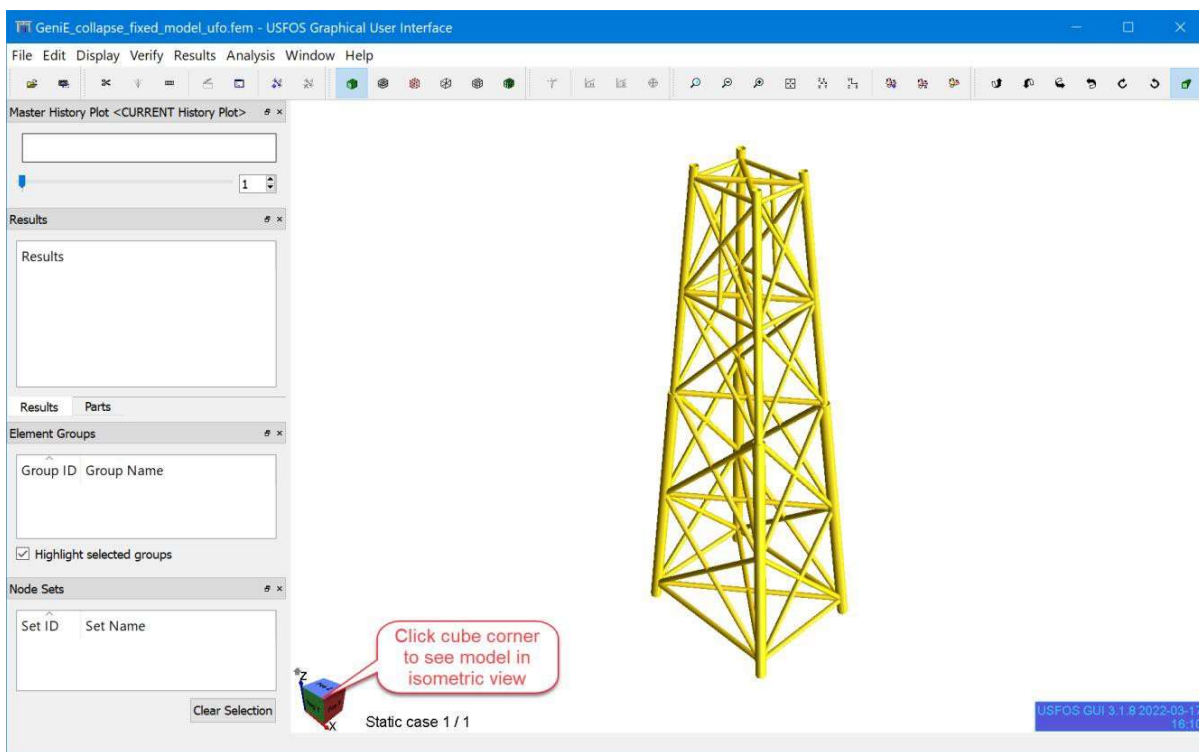 GeniE_collapse_fixed_model_ufo.fem - USFOS Graphical User Interface
File Edit Display Verify Results Analysis Window Help
Master History Plot <CURRENT History Plot>
1
Results
Results
Results Parts
Element Groups
Group ID Group Name
Highlight selected groups
Node Sets
Set ID Set Name
Clear Selection
Click cube corner
to see model in
isometric view
Z
X
Static case 1 / 1
USFOS GUI 3.1.8 2022-03-17
16:10